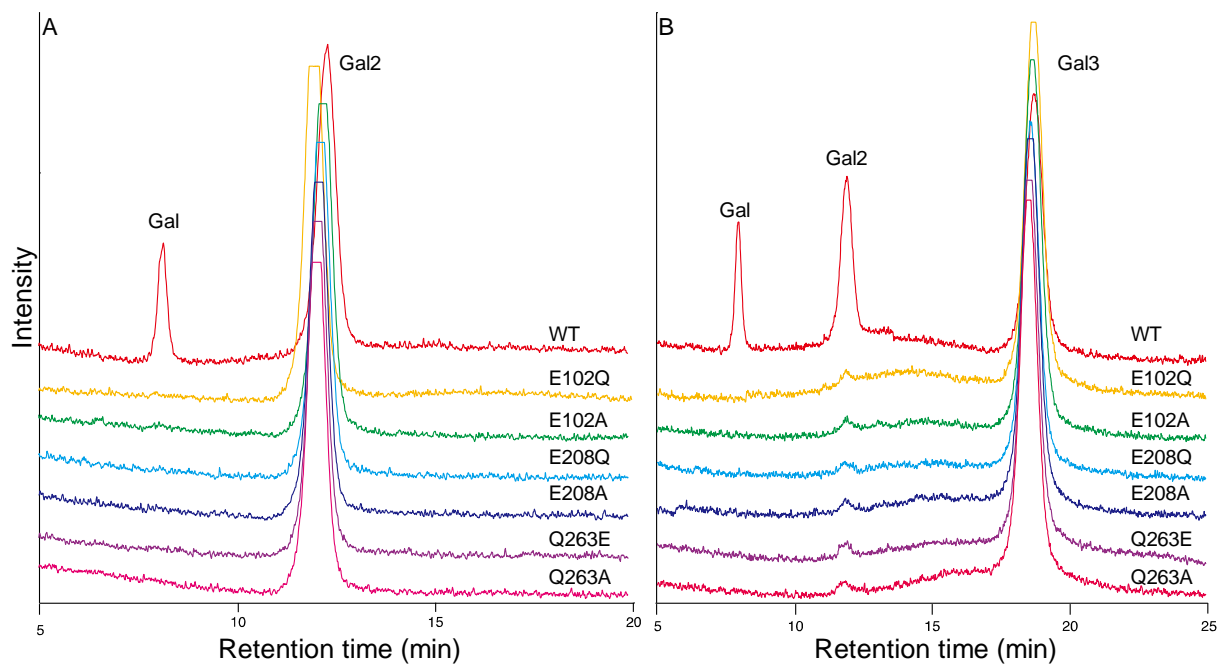 A
Gal2
Gal
Intensity
WT
E102Q
E102A
E208Q
E208A
Q263E
Q263A
5
10
15
20
Retention time (min)
B
Gal3
Gal2
Gal
WT
E102Q
E102A
E208Q
E208A
Q263E
Q263A
5
10
15
20
25
Retention time (min)